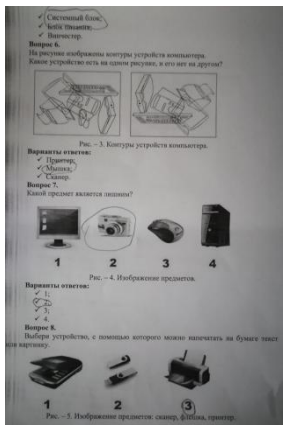 ✓ Системный блок;
✓ Блок питания;
✓ Винчестер.
Вопрос 6.
На рисунке изображены контуры устройств компьютера.
Какое устройство есть на одном рисунке, и его нет на другом?
Рис. – 3. Контуры устройств компьютера.
Варианты ответов:
✓ Принтер;
✓ Мышка;
✓ Сканер.
Вопрос 7.
Какой предмет является лишним?
1 2 3 4
Рис. – 4. Изображение предметов.
Варианты ответов:
✓ 1;
✓ 2;
✓ 3;
✓ 4.
Вопрос 8.
Выбери устройство, с помощью которого можно напечатать на бумаге текст
или картинку.
1 2 3
Рис. – 5. Изображение предметов: сканер, флешка, принтер.